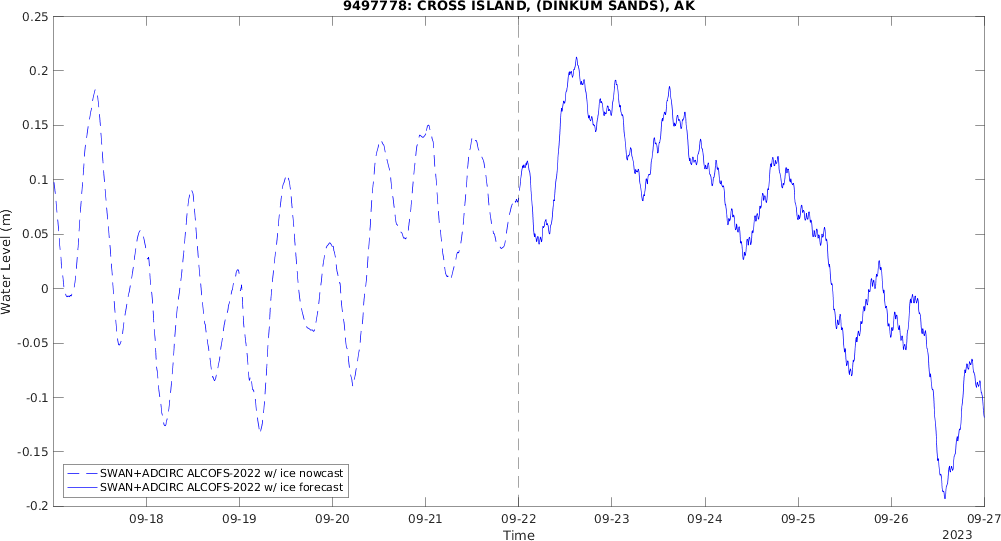 9497778: CROSS ISLAND, (DINKUM SANDS), AK
0.25
0.2
0.15
0.1
0.05
0
-0.05
-0.1
-0.15
-0.2
Water Level (m)
SWAN+ADCIRC ALCOFS-2022 w/ ice nowcast
SWAN+ADCIRC ALCOFS-2022 w/ ice forecast
09-18 09-19 09-20 09-21 09-22 09-23 09-24 09-25 09-26 09-27
Time
2023